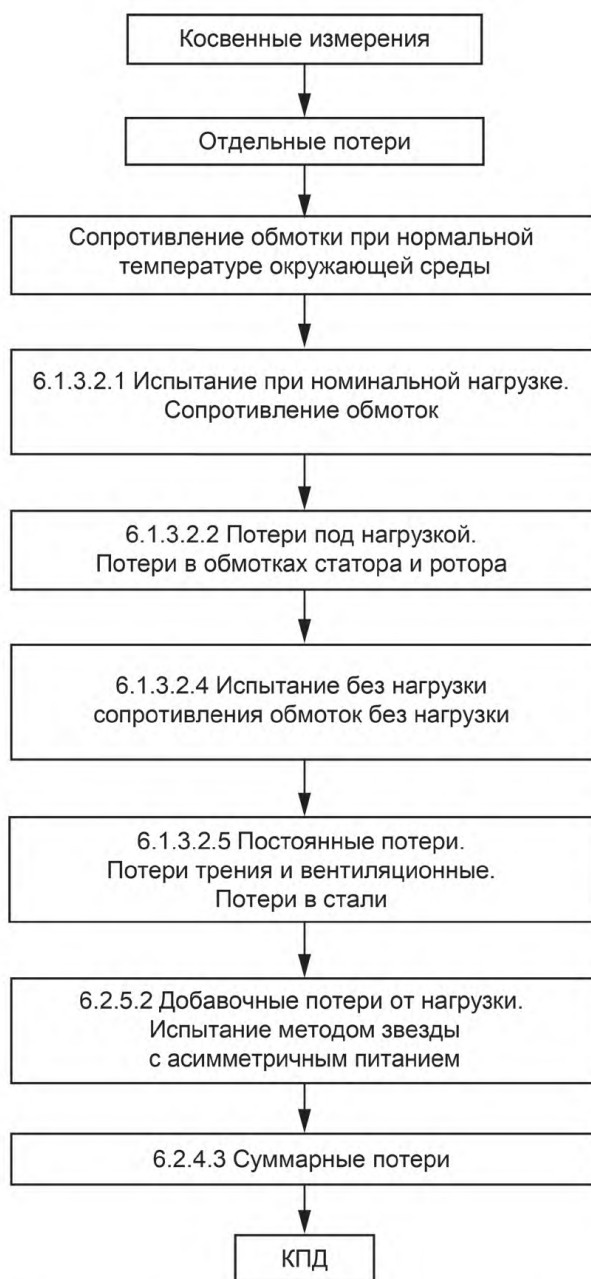 Косвенные измерения
Отдельные потери
Сопротивление обмотки при нормальной
температуре окружающей среды
6.1.3.2.1 Испытание при номинальной нагрузке.
Сопротивление обмоток
6.1.3.2.2 Потери под нагрузкой.
Потери в обмотках статора и ротора
6.1.3.2.4 Испытание без нагрузки
сопротивления обмоток без нагрузки
6.1.3.2.5 Постоянные потери.
Потери трения и вентиляционные.
Потери в стали
6.2.5.2 Добавочные потери от нагрузки.
Испытание методом звезды
с асимметричным питанием
6.2.4.3 Суммарные потери
КПД